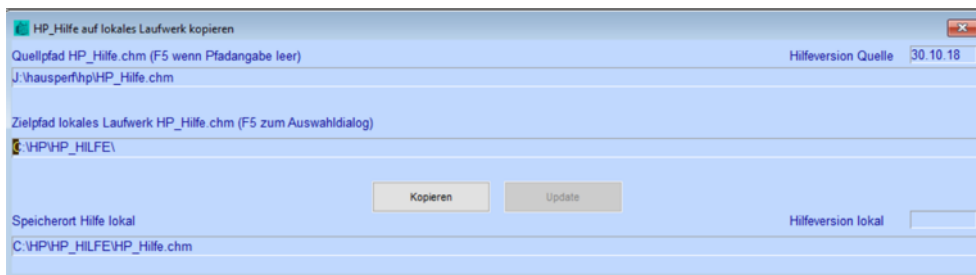 HP_Hilfe auf lokales Laufwerk kopieren
Quellpfad HP_Hilfe.chm (F5 wenn Pfadangabe leer) Hilfeversion Quelle 30.10.18
J:\hausperf\hp\HP_Hilfe.chm
Zielpfad lokales Laufwerk HP_Hilfe.chm (F5 zum Auswahldialog)
C:\HP\HP_HILFE\
Kopieren Update
Speicherort Hilfe lokal Hilfeversion lokal
C:\HP\HP_HILFE\HP_Hilfe.chm